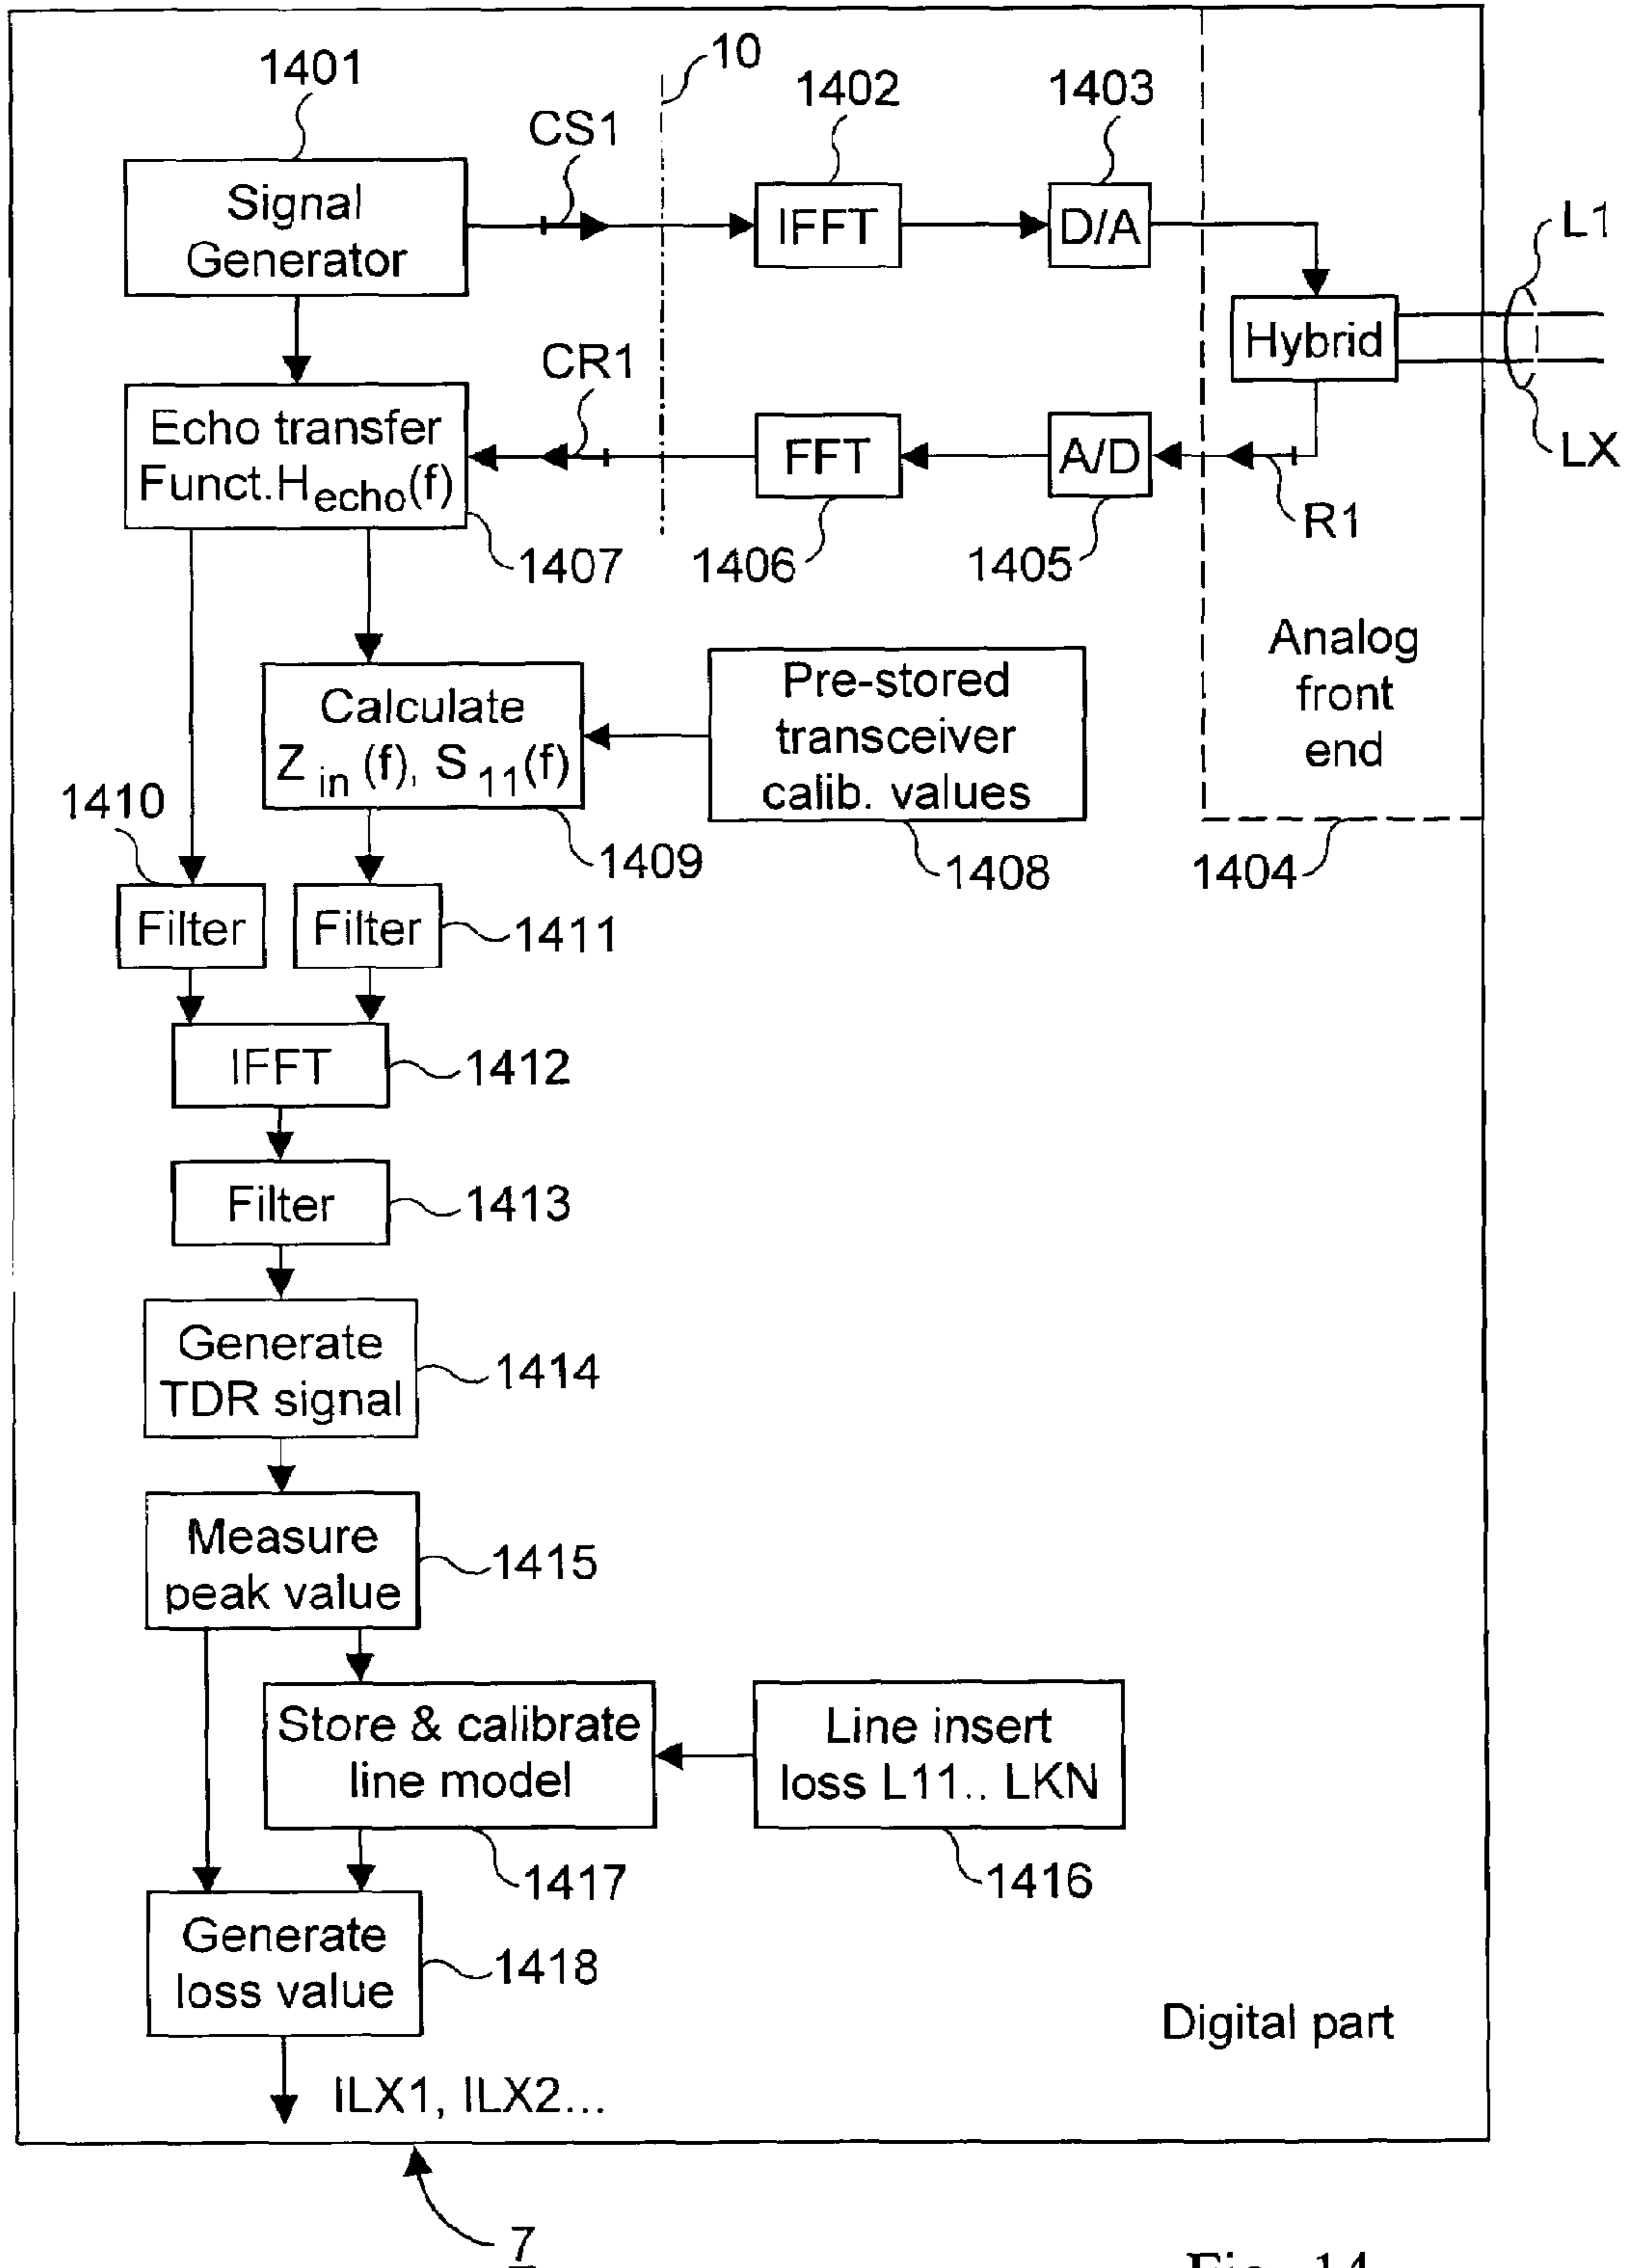 1401
10
1402
1403
CS1
Signal
Generator
IFFT
D/A
L1
Hybrid
CR1
Echo transfer
Funct.Hecho(f)
FFT
A/D
LX
R1
1407
1406
1405
Analog
front
end
Calculate
Zin (f), S11(f)
Pre-stored
transceiver
calib. values
1410
1409
1408
1404
Filter
Filter
1411
IFFT
1412
Filter
1413
Generate
TDR signal
1414
Measure
peak value
1415
Store & calibrate
line model
Line insert
loss L11.. LKN
1417
1416
Generate
loss value
1418
Digital part
ILX1, ILX2...
7
Fig. 14